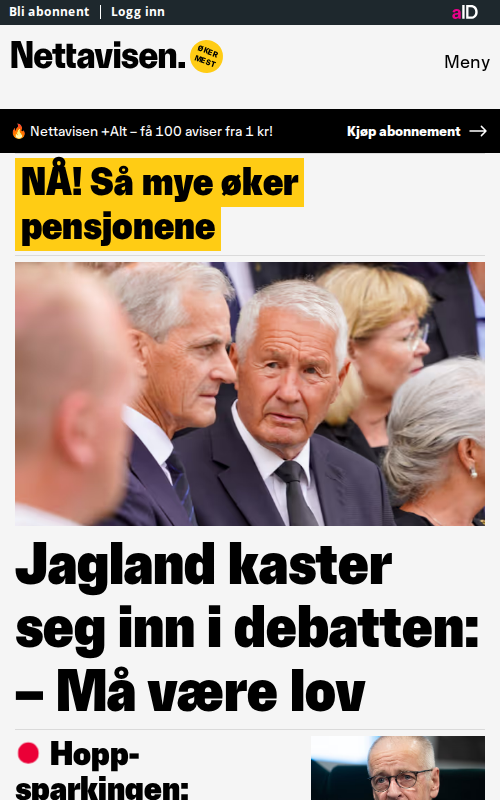 Bli abonnent | Logg inn
aID
Nettavisen.
ØKER
MEST
Meny
🔥 Nettavisen +Alt – få 100 aviser fra 1 kr!
Kjøp abonnement →
NÅ! Så mye øker
pensjonene
Jagland kaster
seg inn i debatten:
– Må være lov
Hopp-
sparkingen: